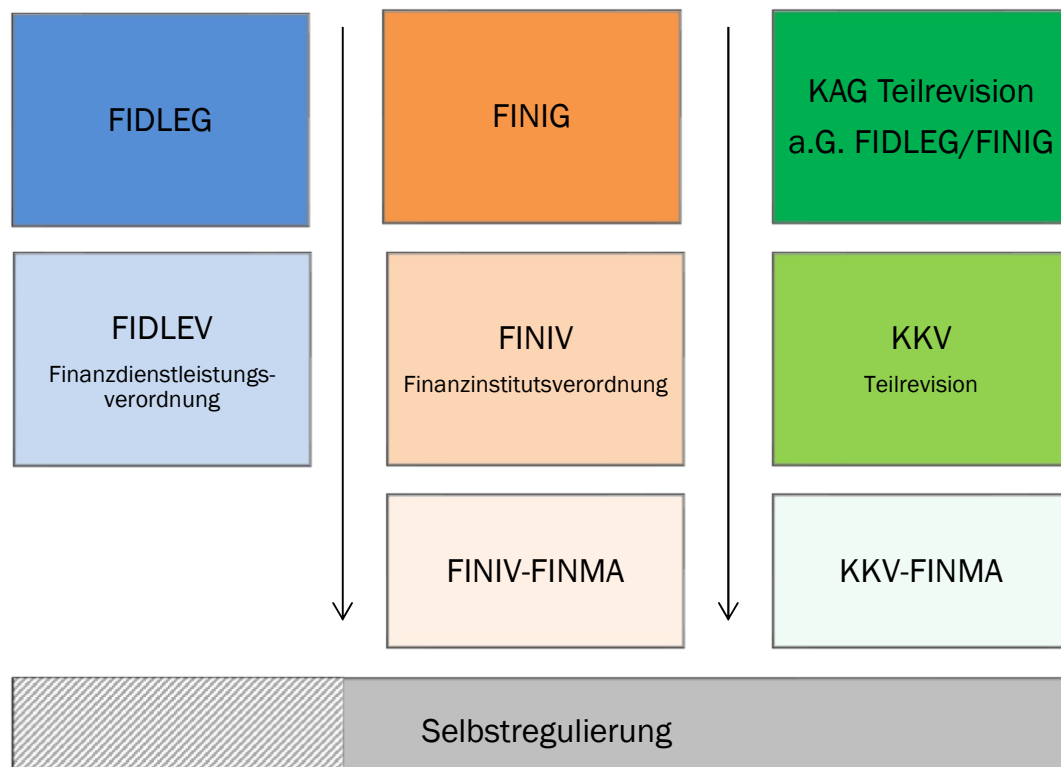 FIDLEG
FINIG
KAG Teilrevision
a.G. FIDLEG/FINIG
FIDLEV
Finanzdienstleistungs-
verordnung
FINIV
Finanzinstitutsverordnung
KKV
Teilrevision
FINIV-FINMA
KKV-FINMA
Selbstregulierung